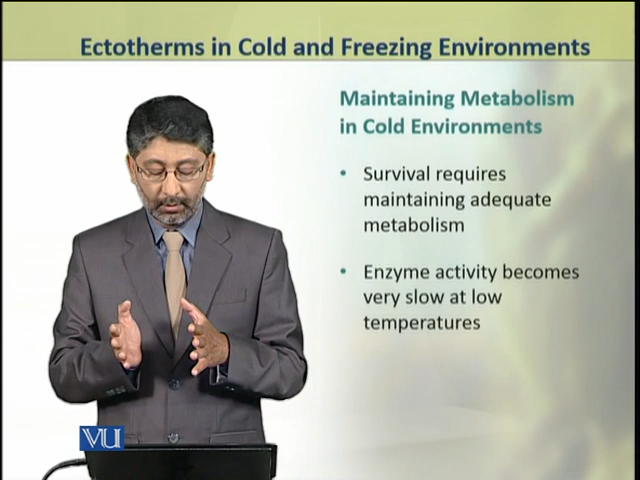 Ectotherms in Cold and Freezing Environments
Maintaining Metabolism
in Cold Environments
• Survival requires
maintaining adequate
metabolism
• Enzyme activity becomes
very slow at low
temperatures
VU